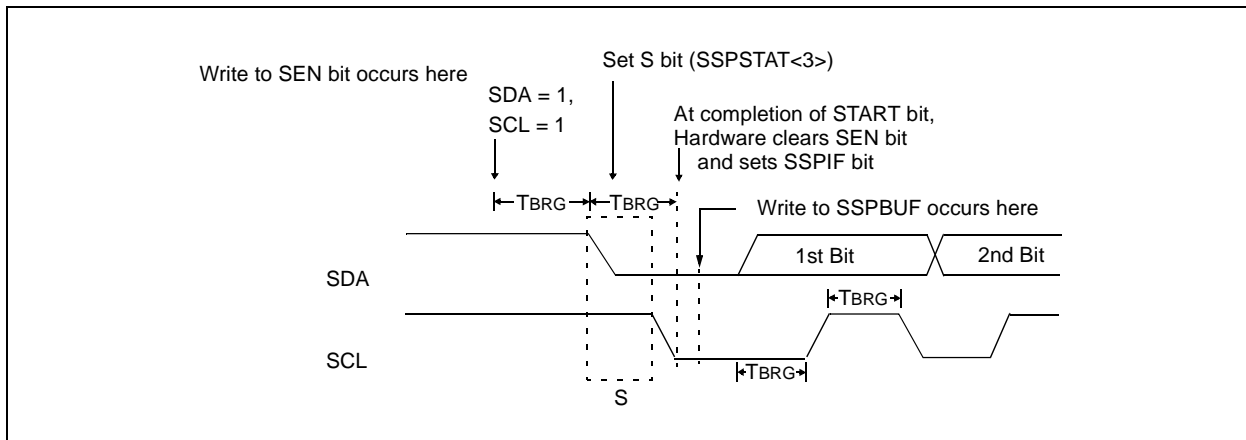 Set S bit (SSPSTAT<3>)
Write to SEN bit occurs here
SDA = 1,
SCL = 1
At completion of START bit,
Hardware clears SEN bit
and sets SSPIF bit
TBRG
TBRG
Write to SSPBUF occurs here
SDA
1st Bit
2nd Bit
TBRG
SCL
TBRG
S